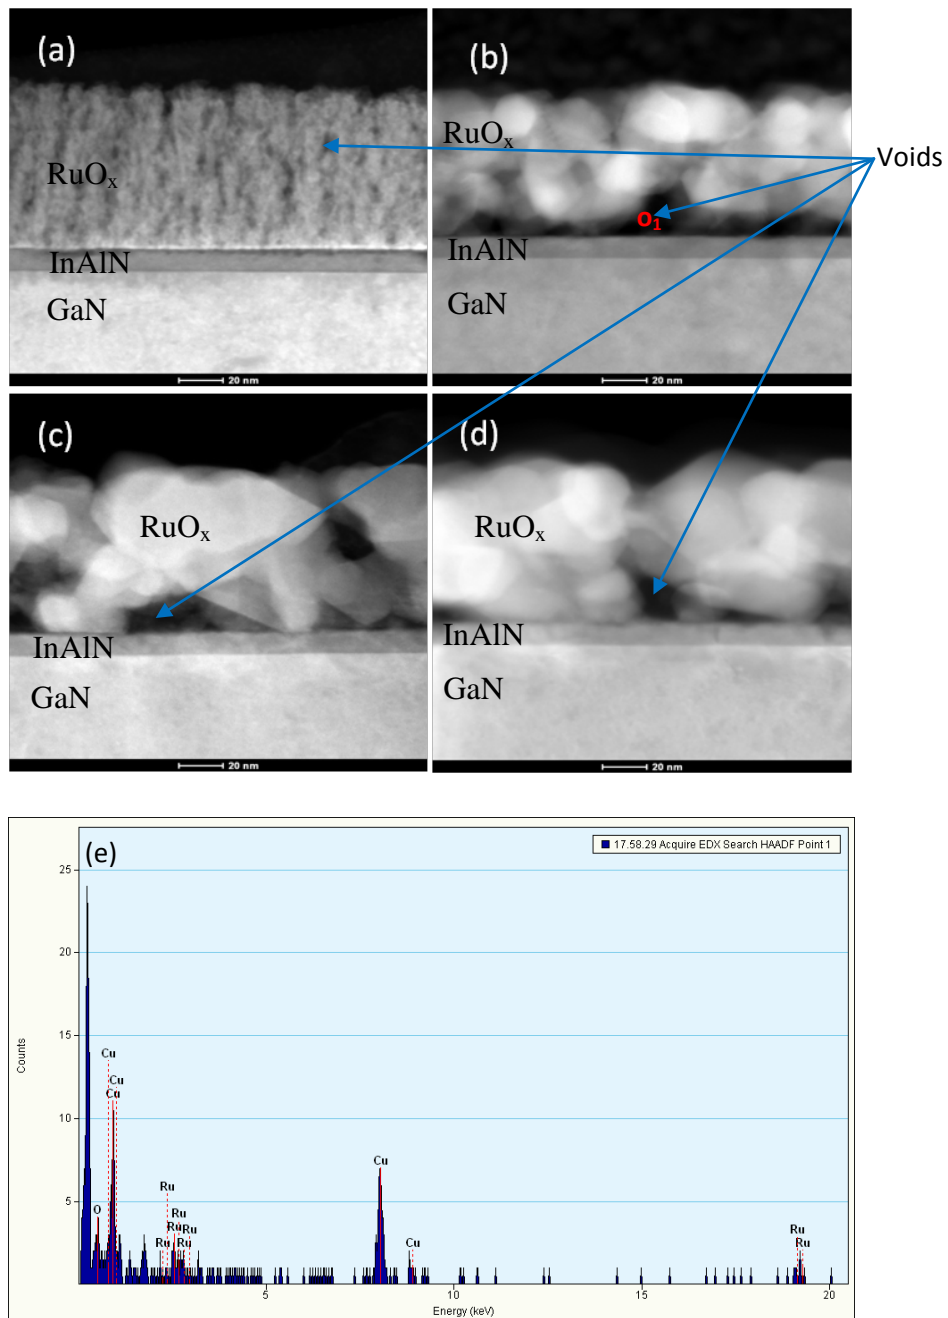 (a)
RuOₓ
InAlN
GaN
20 nm
(b)
RuOₓ
o₁
InAlN
GaN
20 nm
Voids
(c)
RuOₓ
InAlN
GaN
20 nm
(d)
RuOₓ
InAlN
GaN
20 nm
(e)
17.58.29 Acquire EDX Search HAADF Point 1
Counts
25
20
15
10
5
Cu
Cu
Cu
O
Ru
Ru
Ru
Ru
Ru
Cu
Cu
Ru
Ru
5
10
15
20
Energy (keV)